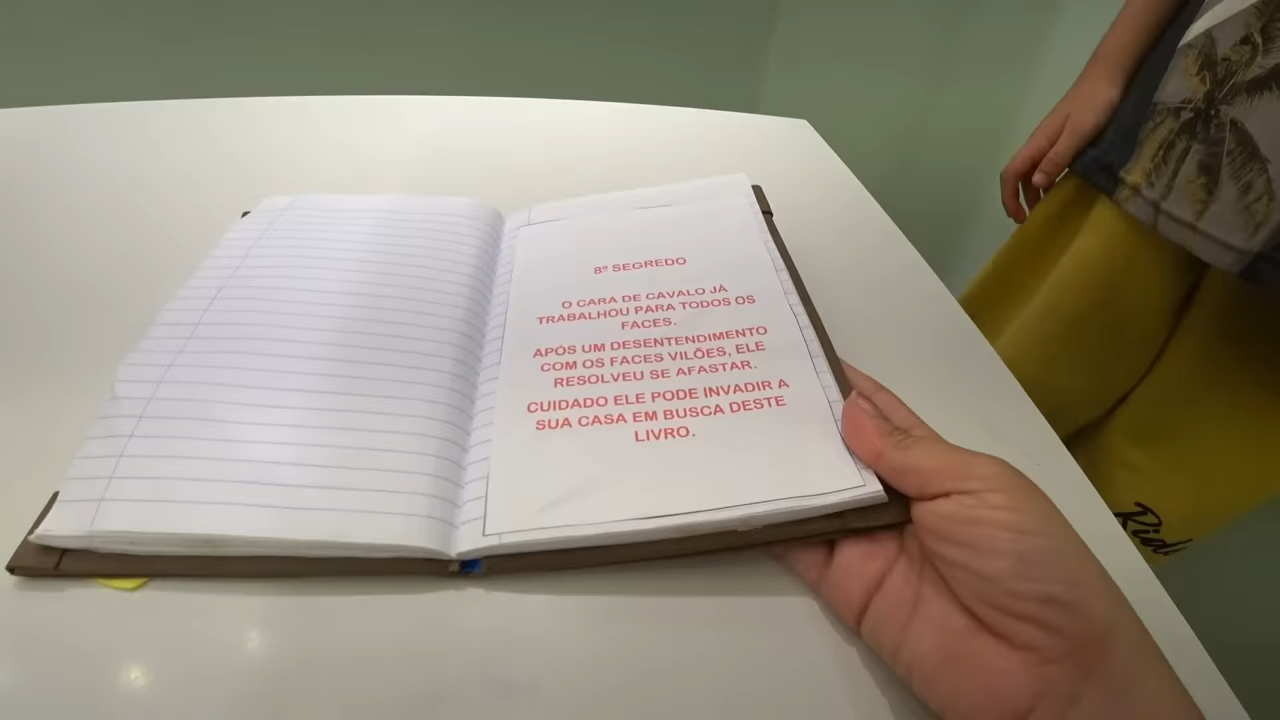 8º SEGREDO
O CARA DE CAVALO JÁ
TRABALHOU PARA TODOS OS
FACES.
APÓS UM DESENTENDIMENTO
COM OS FACES VILÕES, ELE
RESOLVEU SE AFASTAR.
CUIDADO ELE PODE INVADIR A
SUA CASA EM BUSCA DESTE
LIVRO.